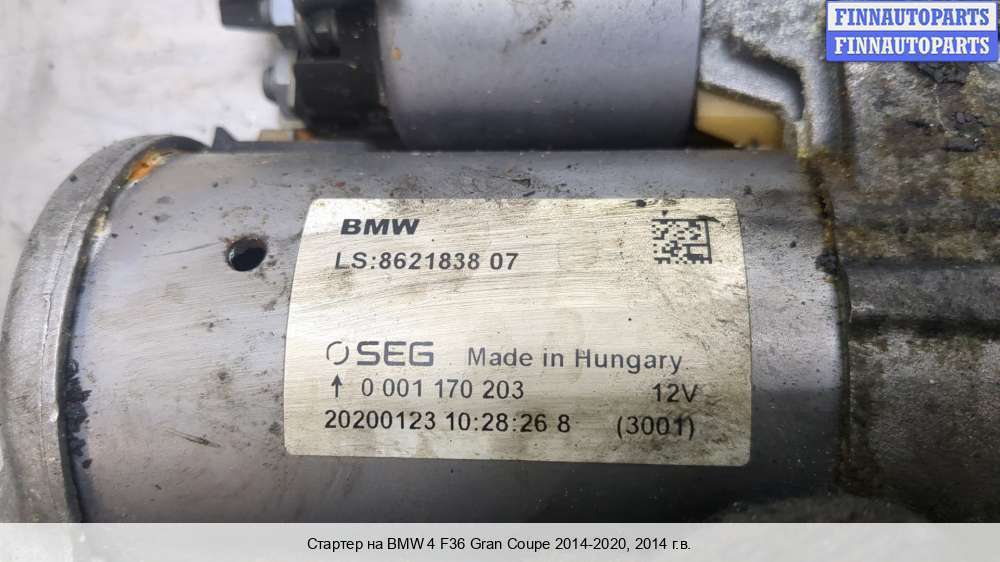 FINNAUTOPARTS
FINNAUTOPARTS
BMW
LS:8621838 07
SEG Made in Hungary
↑ 0 001 170 203 12V
20200123 10:28:26 8 (3001)
Стартер на BMW 4 F36 Gran Coupe 2014-2020, 2014 г.в.